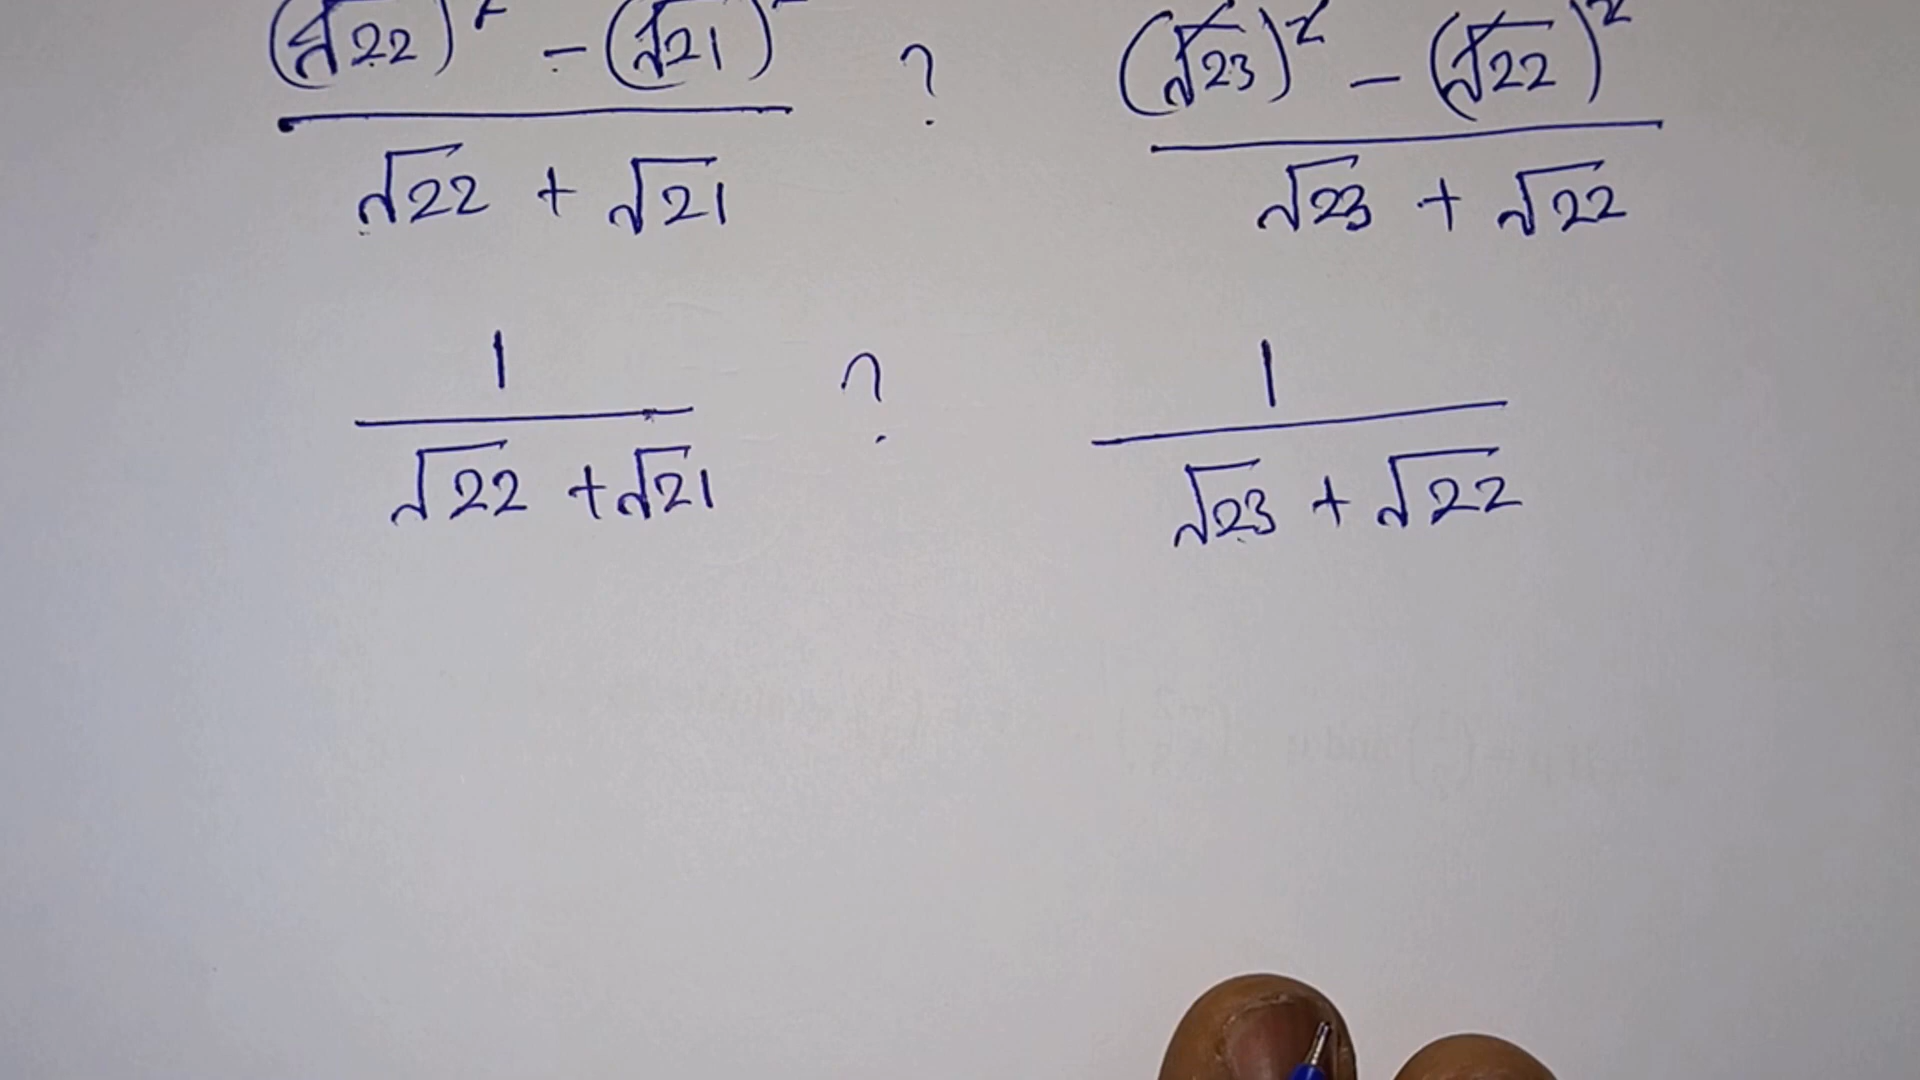 (√22)² - (√21)² ? (√23)² - (√22)²
√22 + √21 √23 + √22
1 ? 1
√22 + √21 √23 + √22